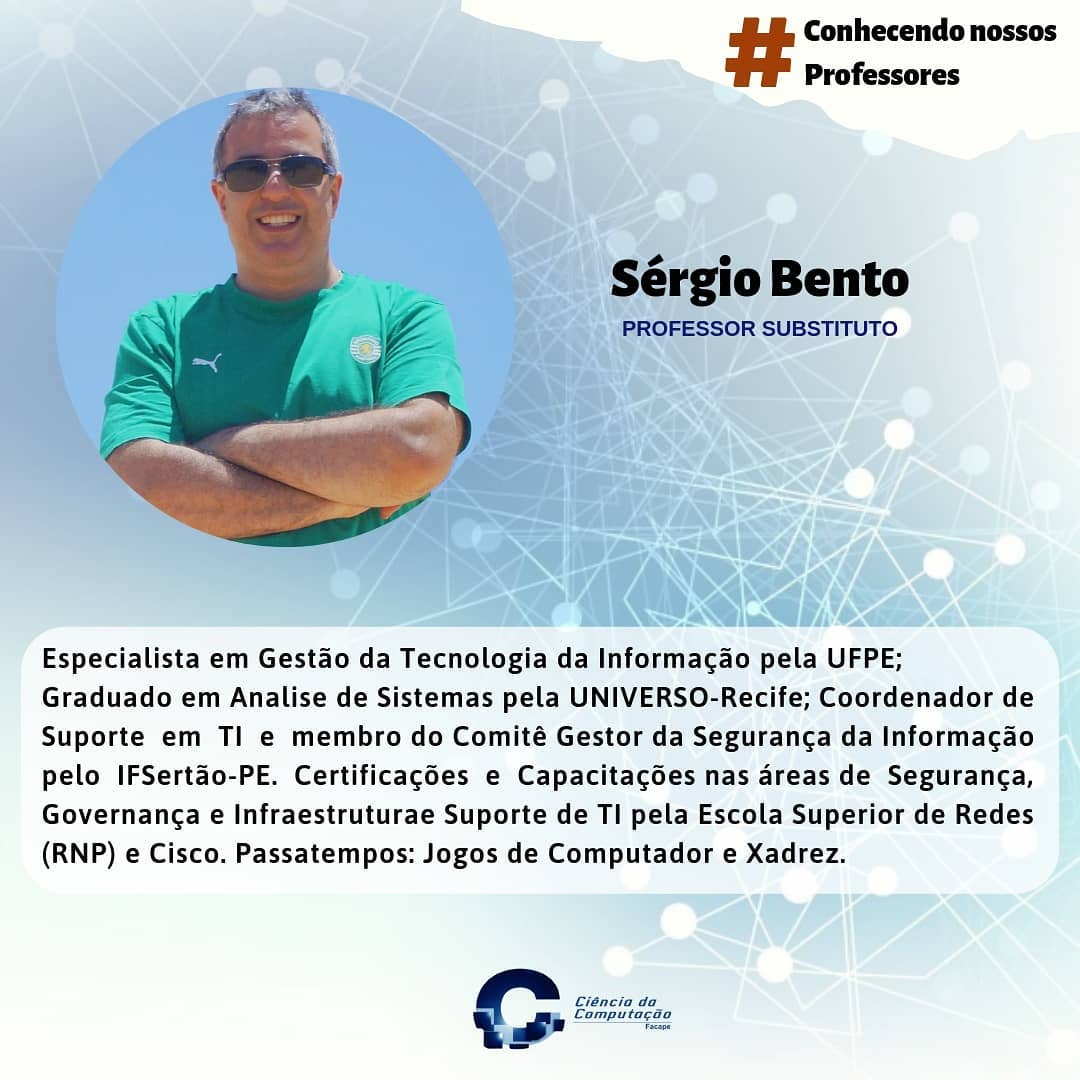 # Conhecendo nossos
Professores
Sérgio Bento
PROFESSOR SUBSTITUTO
Especialista em Gestão da Tecnologia da Informação pela UFPE;
Graduado em Analise de Sistemas pela UNIVERSO-Recife; Coordenador de
Suporte em TI e membro do Comitê Gestor da Segurança da Informação
pelo IFSertão-PE. Certificações e Capacitações nas áreas de Segurança,
Governança e Infraestruturae Suporte de TI pela Escola Superior de Redes
(RNP) e Cisco. Passatempos: Jogos de Computador e Xadrez.
Ciência da
Computação
Facape